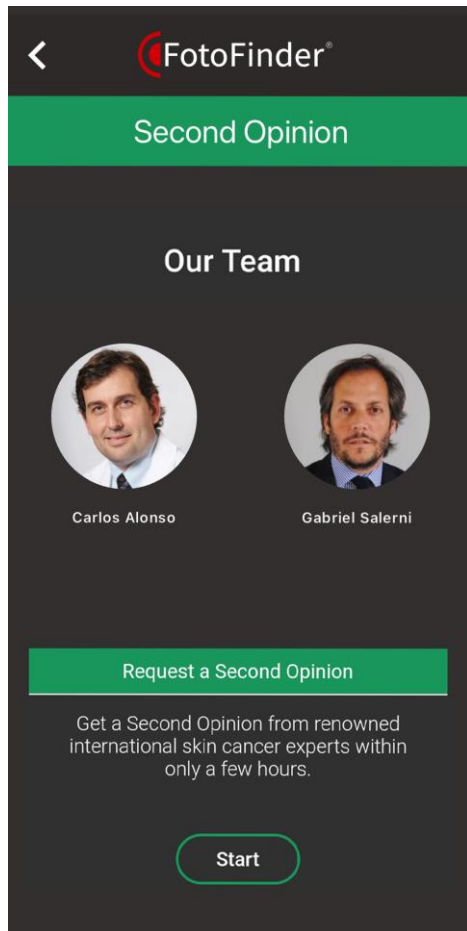 FotoFinder®
Second Opinion
Our Team
Carlos Alonso
Gabriel Salerni
Request a Second Opinion
Get a Second Opinion from renowned
international skin cancer experts within
only a few hours.
Start